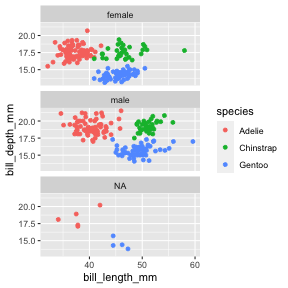 female
20.0
17.5
15.0
male
20.0
17.5
15.0
NA
20.0
17.5
15.0
40
50
60
bill_length_mm
bill_depth_mm
species
Adelie
Chinstrap
Gentoo